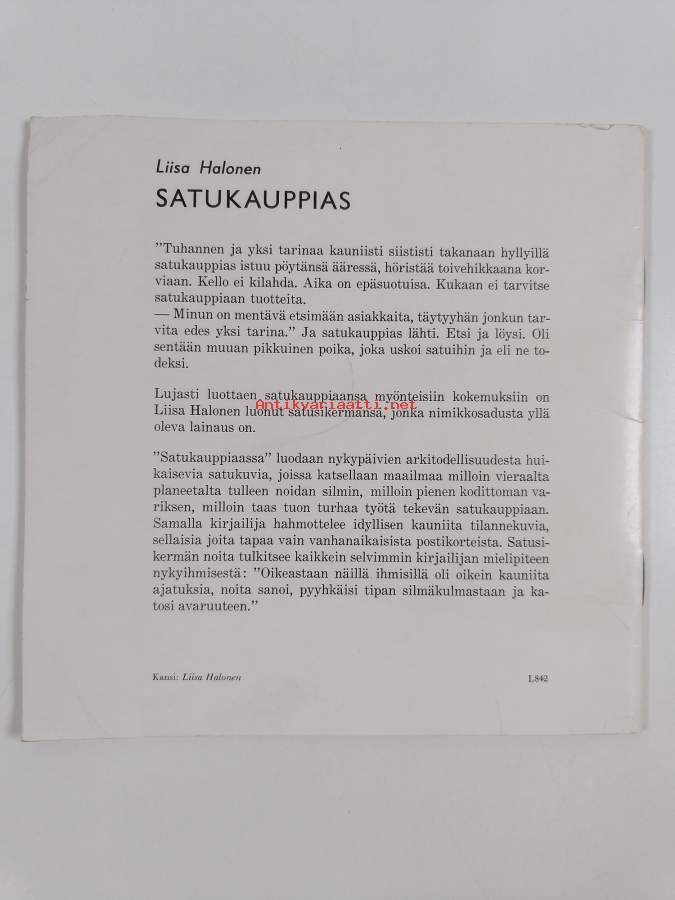 Liisa Halonen
SATUKAUPPIAS
"Tuhannen ja yksi tarinaa kauniisti siististi takanaan hyllyillä
satukauppias istuu pöytänsä ääressä, höristää toivehikkaana kor-
viaan. Kello ei kilahda. Aika on epäsuotuisa. Kukaan ei tarvitse
satukauppiaan tuotteita.
— Minun on mentävä etsimään asiakkaita, täytyyhän jonkun tar-
vita edes yksi tarina." Ja satukauppias lähti. Etsi ja löysi. Oli
sentään muuan pikkuinen poika, joka uskoi satuihin ja eli ne to-
deksi.
Lujasti luottaen satukauppiaansa myönteisiin kokemuksiin on
Antikvariaatti.net
Liisa Halonen luonut satusikermänsä, jonka nimikkosadusta yllä
oleva lainaus on.
"Satukauppiaassa" luodaan nykypäivien arkitodellisuudesta hui-
kaisevia satukuvia, joissa katsellaan maailmaa milloin vieraalta
planeetalta tulleen noidan silmin, milloin pienen kodittoman va-
riksen, milloin taas tuon turhaa työtä tekevän satukauppiaan.
Samalla kirjailija hahmottelee idyllisen kauniita tilannekuvia,
sellaisia joita tapaa vain vanhanaikaisista postikorteista. Satusi-
kermän noita tulkitsee kaikkein selvimmin kirjailijan mielipiteen
nykyihmisestä: "Oikeastaan näillä ihmisillä oli oikein kauniita
ajatuksia, noita sanoi, pyyhkäisi tipan silmäkulmastaan ja ka-
tosi avaruuteen."
Kansi: Liisa Halonen
L842